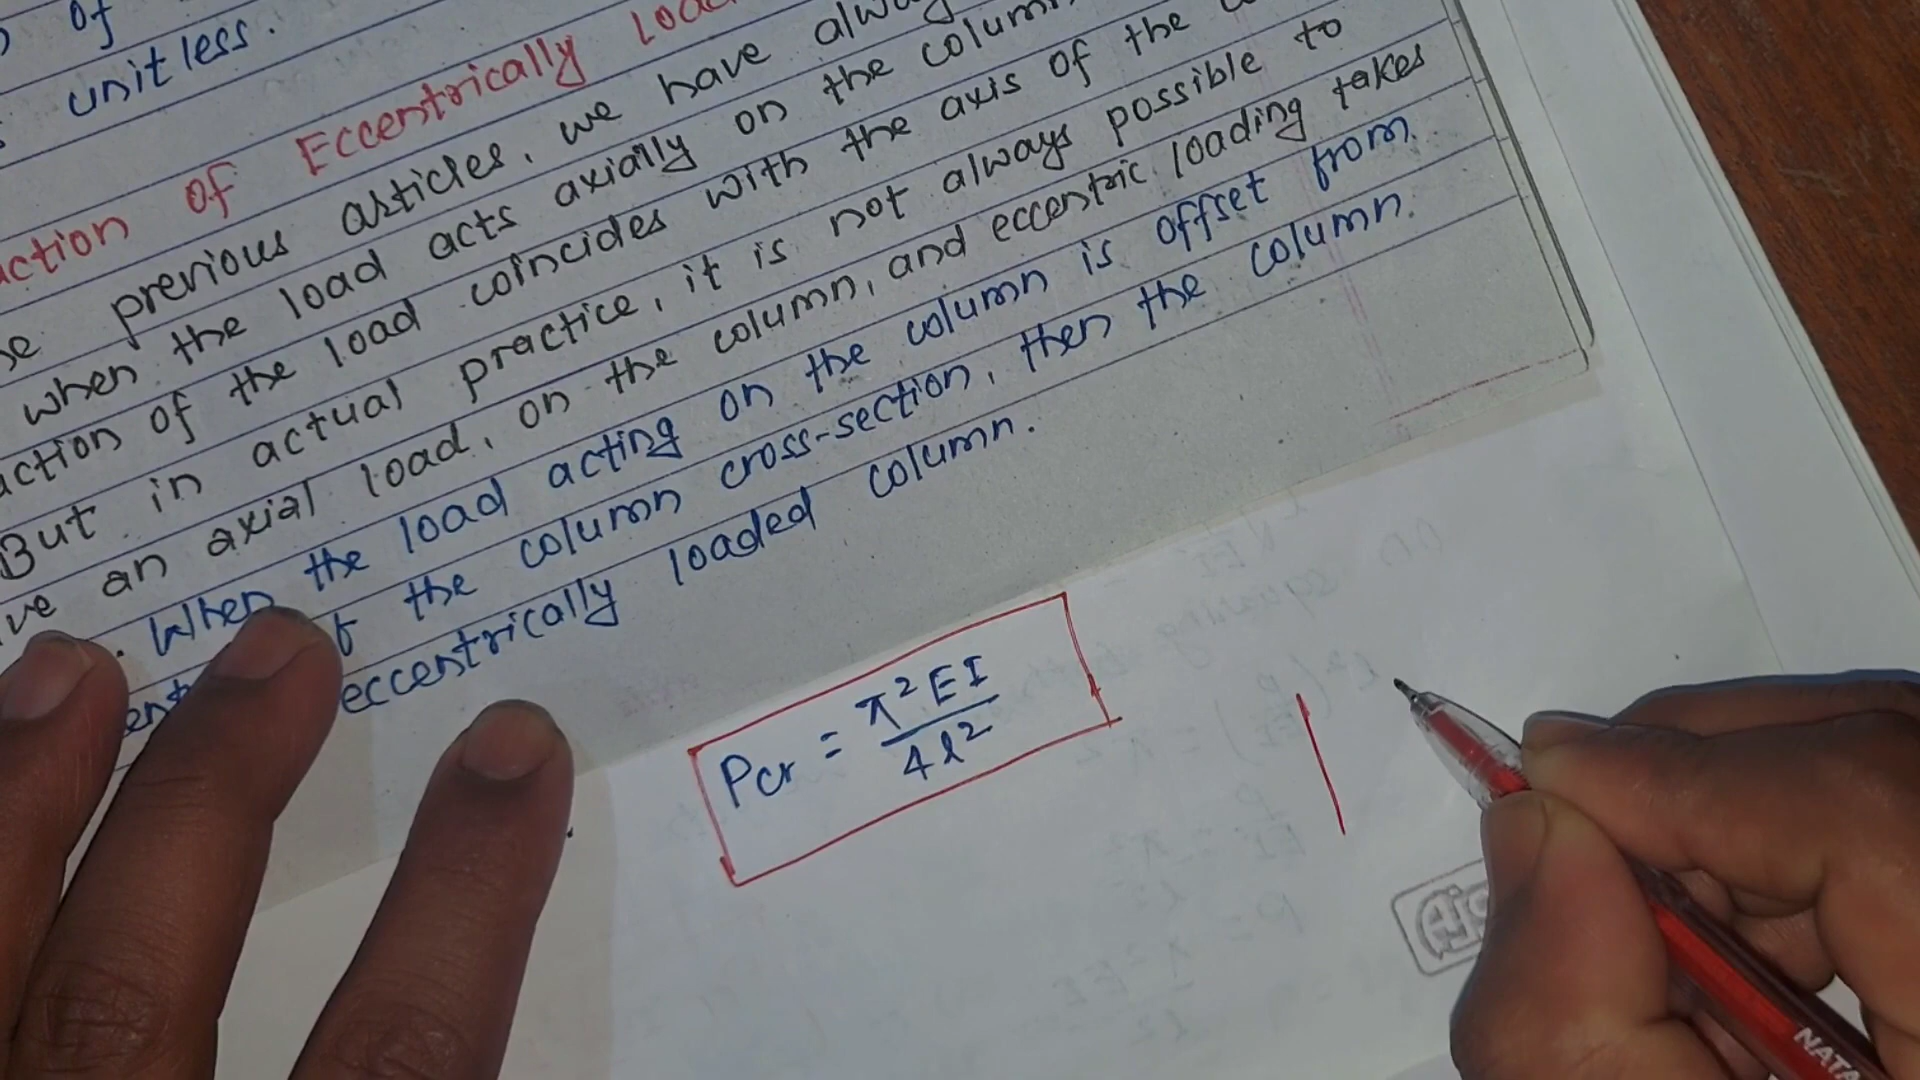 of
unitless.
of Eccentrically
previous articles, we have
when the load acts axially on the column
of the load coincides with the axis of the
But in actual practice, it is not always possible to
an axial load, on the column, and eccentric loading takes
. When the load acting on the column is offset from
the column cross-section, then the column.
eccentrically loaded column.
Pcr = π²EI / 4l²
NATA